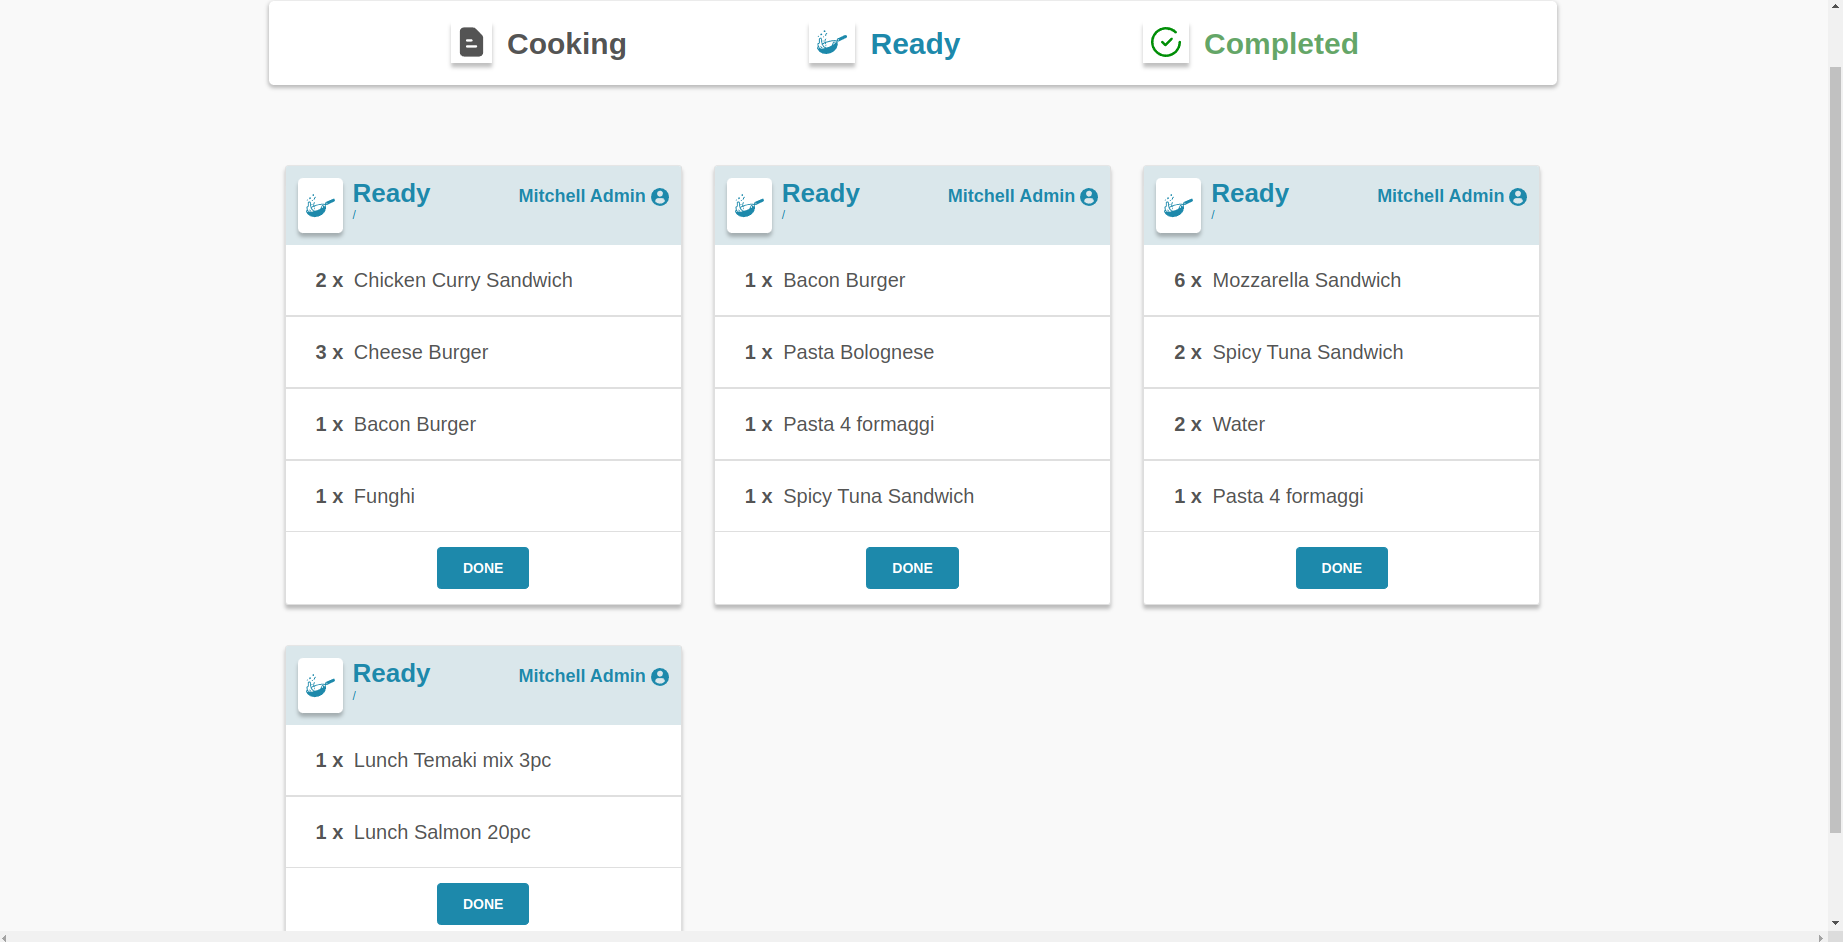 Cooking
Ready
Completed
Ready
Mitchell Admin
/
2 x Chicken Curry Sandwich
3 x Cheese Burger
1 x Bacon Burger
1 x Funghi
DONE
Ready
Mitchell Admin
/
1 x Bacon Burger
1 x Pasta Bolognese
1 x Pasta 4 formaggi
1 x Spicy Tuna Sandwich
DONE
Ready
Mitchell Admin
/
6 x Mozzarella Sandwich
2 x Spicy Tuna Sandwich
2 x Water
1 x Pasta 4 formaggi
DONE
Ready
Mitchell Admin
/
1 x Lunch Temaki mix 3pc
1 x Lunch Salmon 20pc
DONE